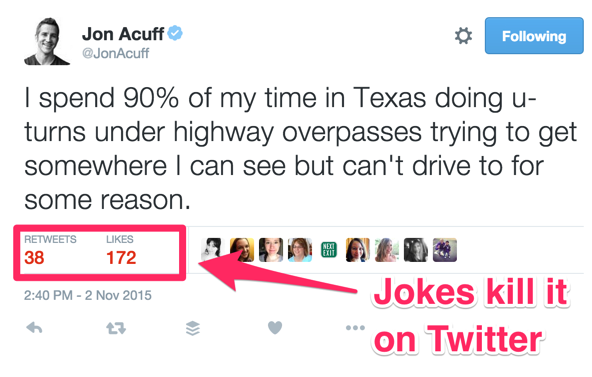 Jon Acuff
@JonAcuff
Following
I spend 90% of my time in Texas doing u-
turns under highway overpasses trying to get
somewhere I can see but can't drive to for
some reason.
RETWEETS LIKES
38 172
NEXT
EXIT
2:40 PM - 2 Nov 2015
Jokes kill it
on Twitter